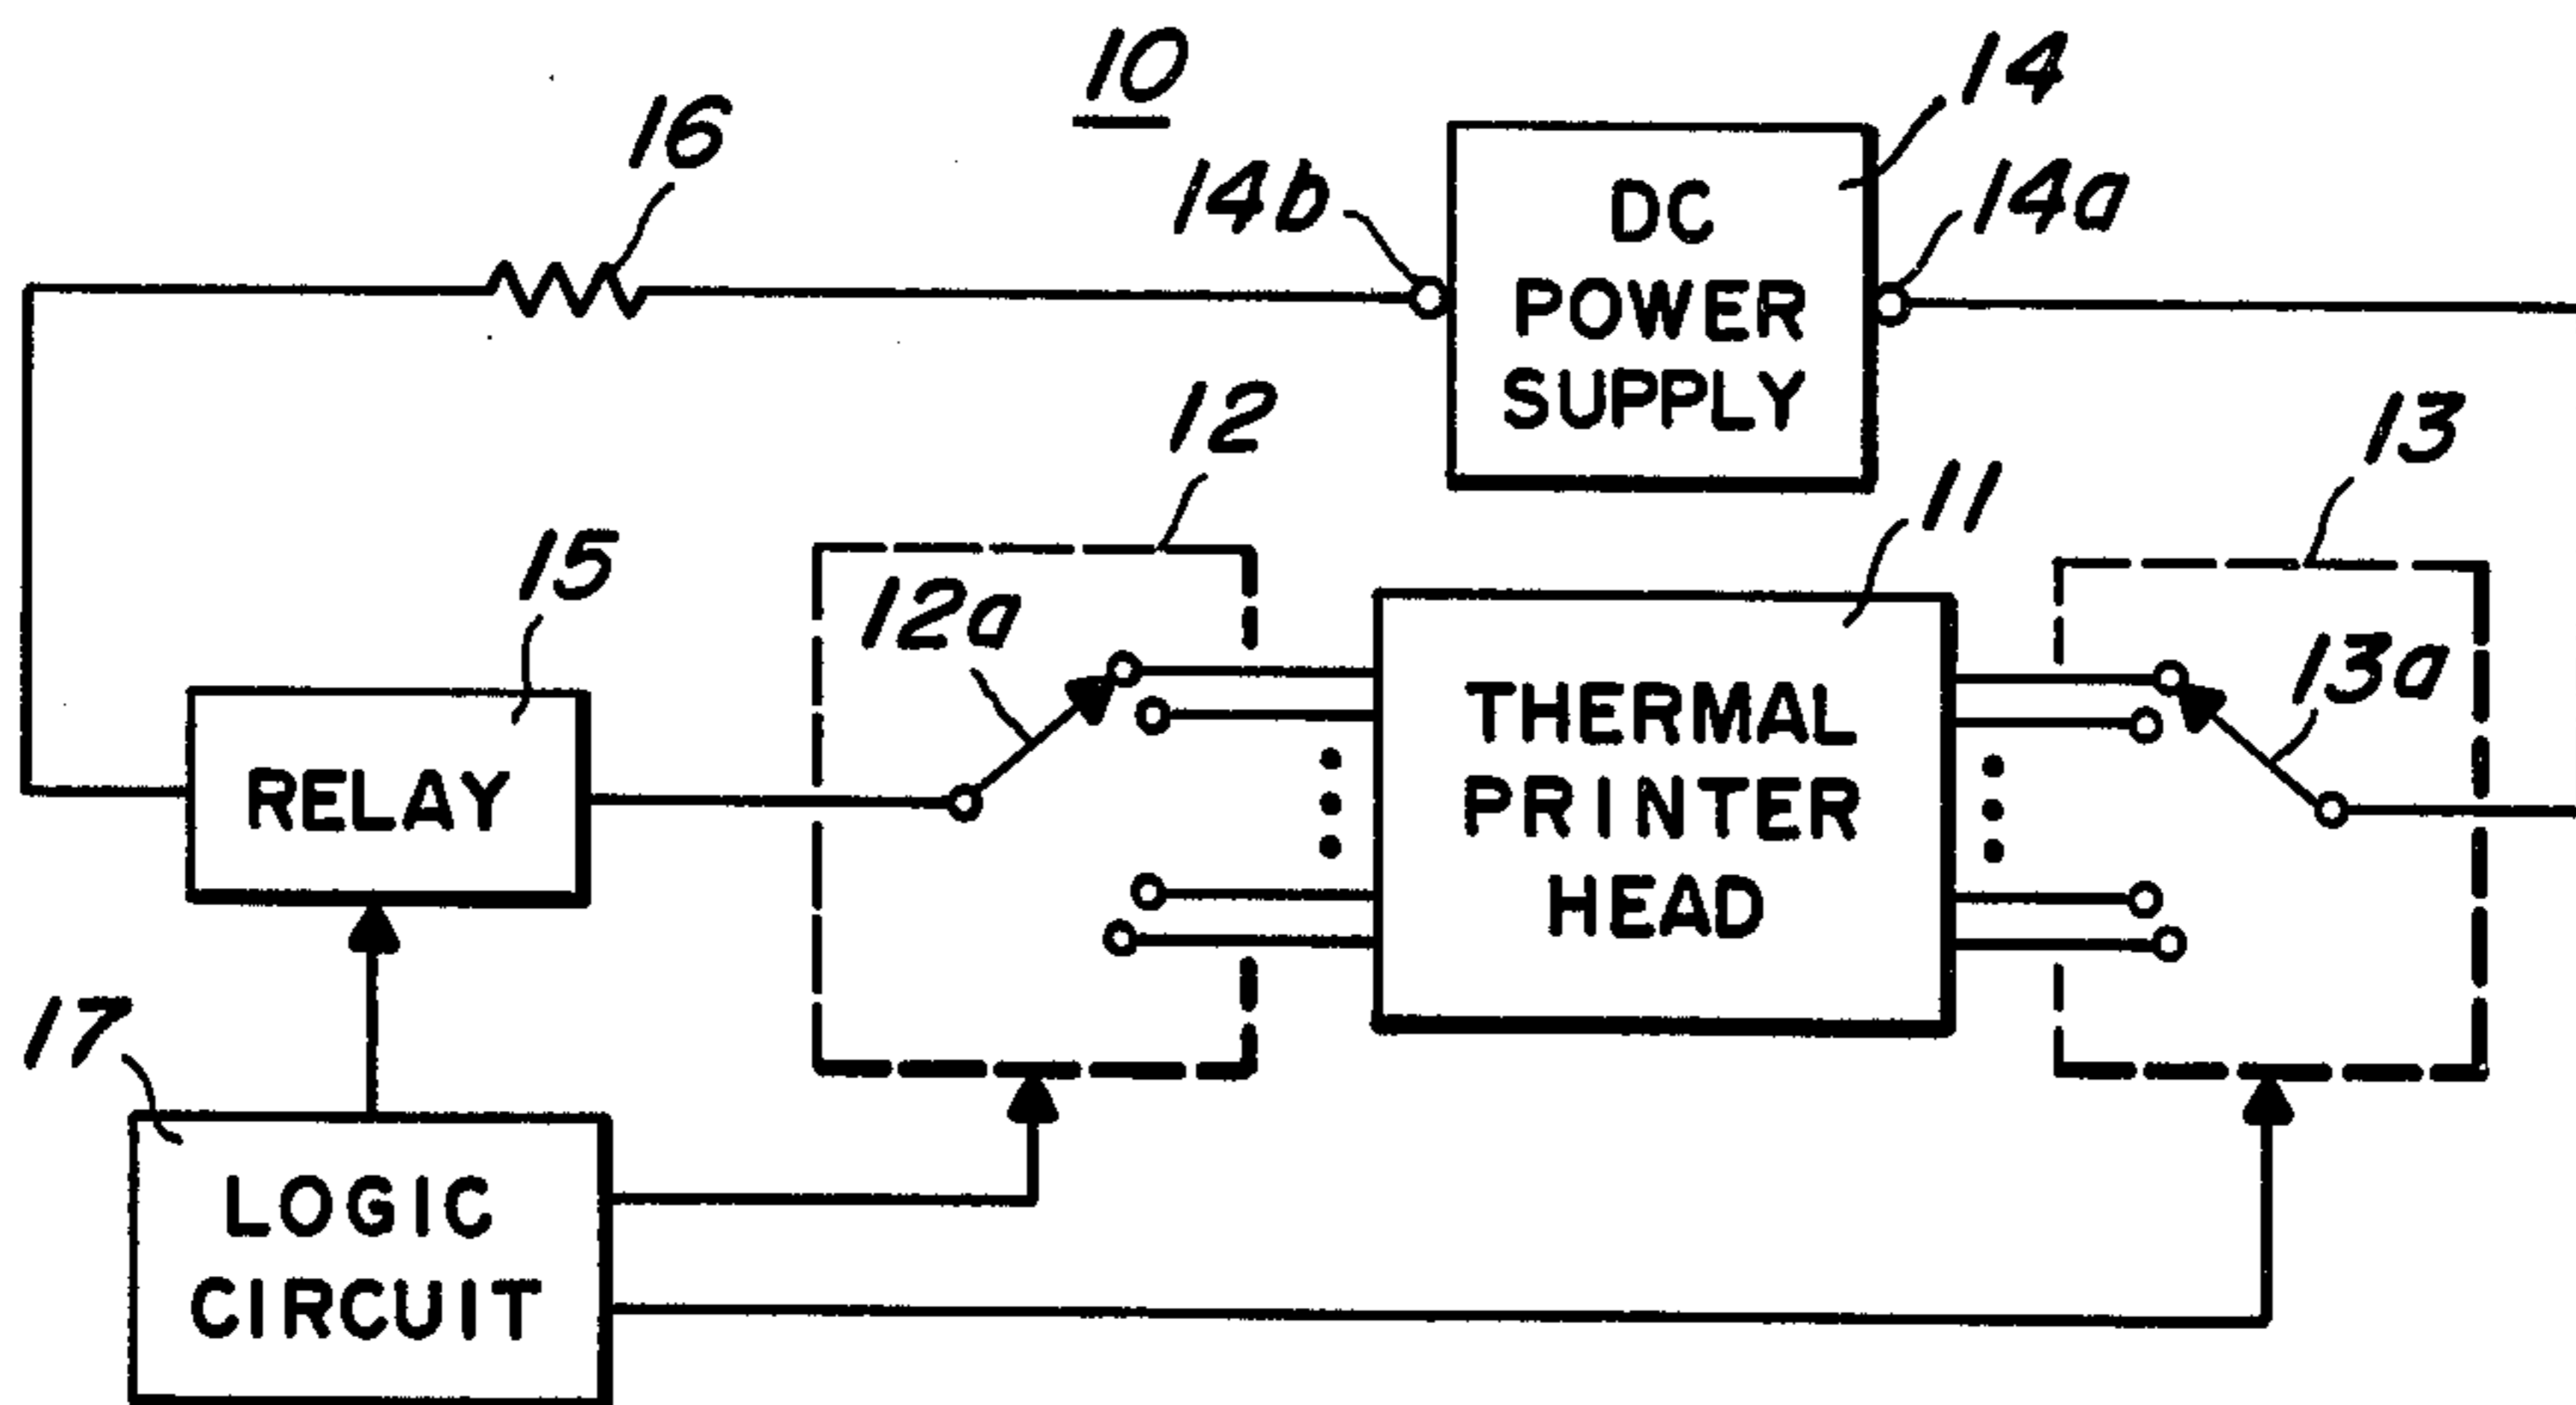 10
14
16
14b
14a
DC
POWER
SUPPLY
12
13
11
15
12a
13a
THERMAL
PRINTER
HEAD
RELAY
17
LOGIC
CIRCUIT